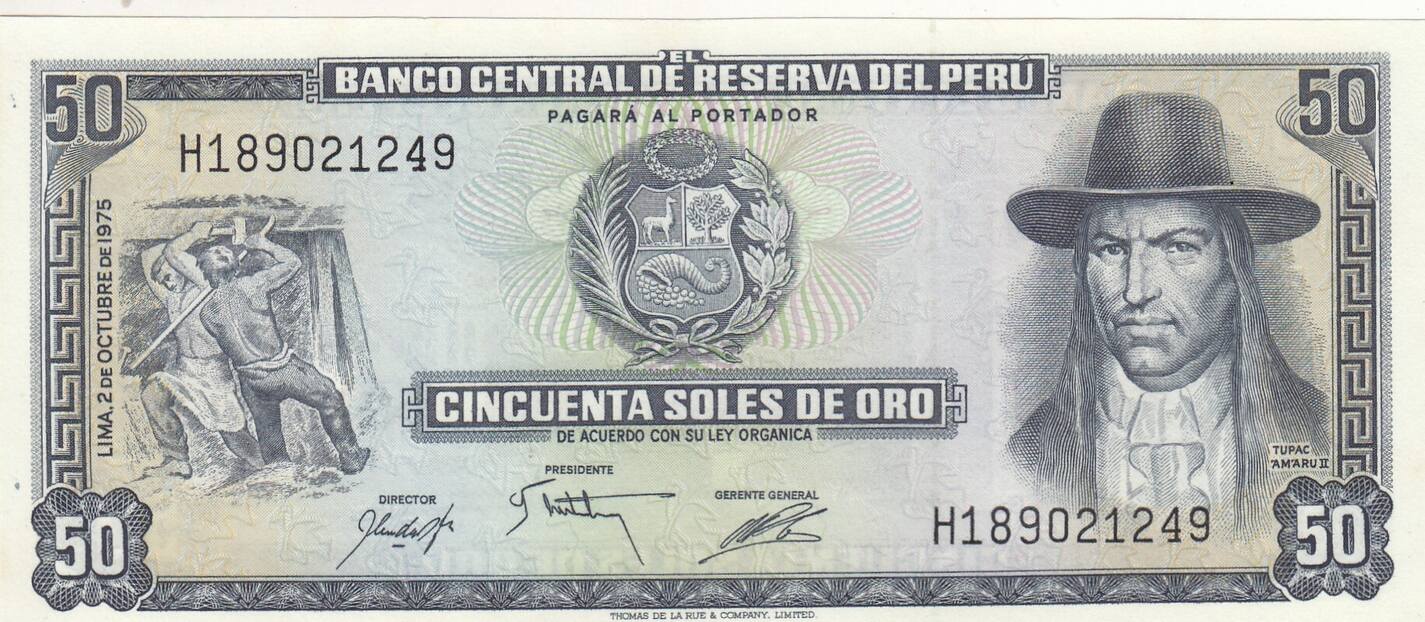 EL
BANCO CENTRAL DE RESERVA DEL PERÚ
PAGARÁ AL PORTADOR
50
50
H189021249
LIMA, 2 DE OCTUBRE DE 1975
CINCUENTA SOLES DE ORO
DE ACUERDO CON SU LEY ORGANICA
TUPAC
AMARU II
DIRECTOR
PRESIDENTE
GERENTE GENERAL
H189021249
50
50
THOMAS DE LA RUE & COMPANY, LIMITED.